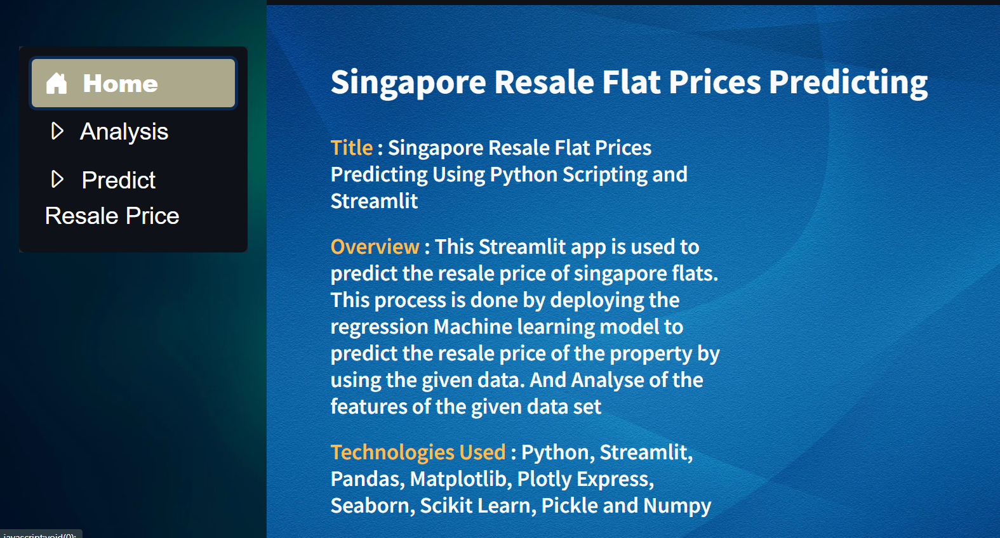 Home
Analysis
Predict
Resale Price
Singapore Resale Flat Prices Predicting
Title : Singapore Resale Flat Prices
Predicting Using Python Scripting and
Streamlit
Overview : This Streamlit app is used to
predict the resale price of singapore flats.
This process is done by deploying the
regression Machine learning model to
predict the resale price of the property by
using the given data. And Analyse of the
features of the given data set
Technologies Used : Python, Streamlit,
Pandas, Matplotlib, Plotly Express,
Seaborn, Scikit Learn, Pickle and Numpy
javascript:void(0);